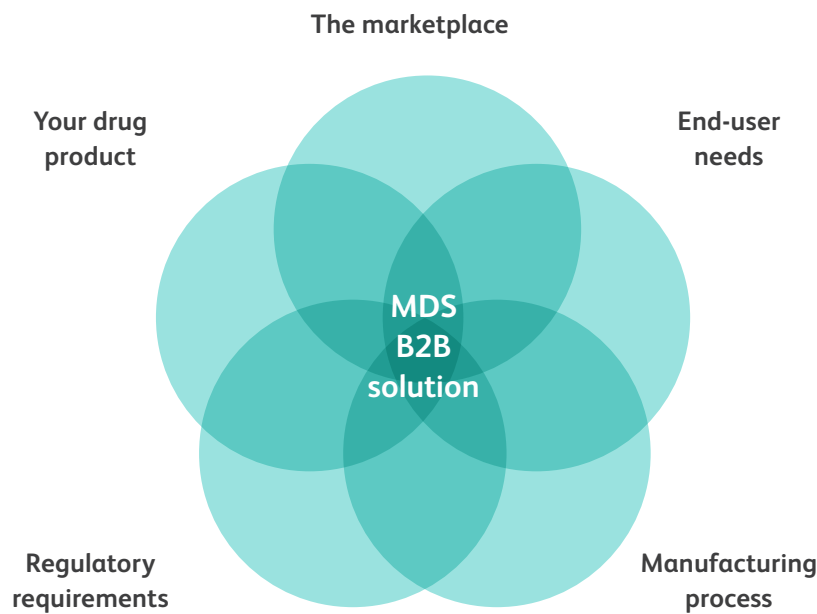 The marketplace
Your drug
product
End-user
needs
MDS
B2B
solution
Regulatory
requirements
Manufacturing
process